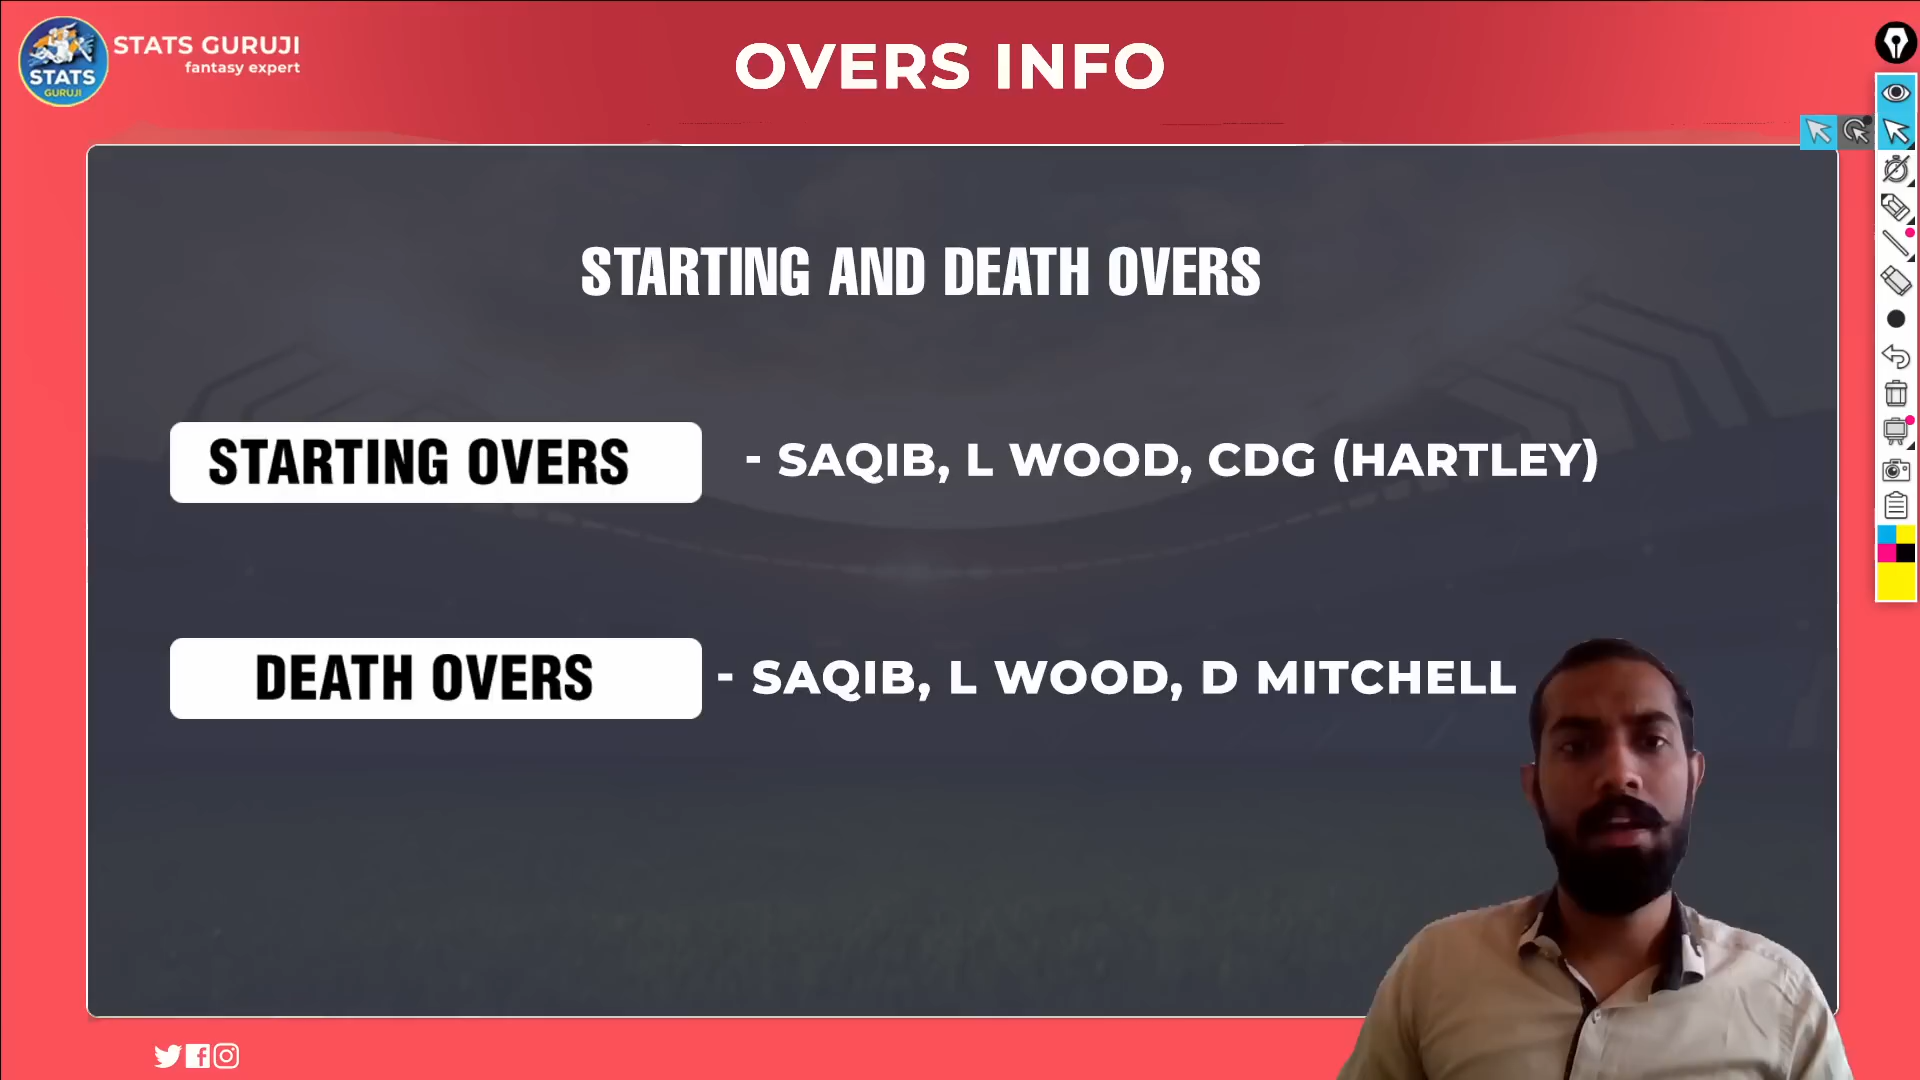 STATS GURUJI
fantasy expert
STATS
GURUJI
OVERS INFO
STARTING AND DEATH OVERS
STARTING OVERS - SAQIB, L WOOD, CDG (HARTLEY)
DEATH OVERS - SAQIB, L WOOD, D MITCHELL